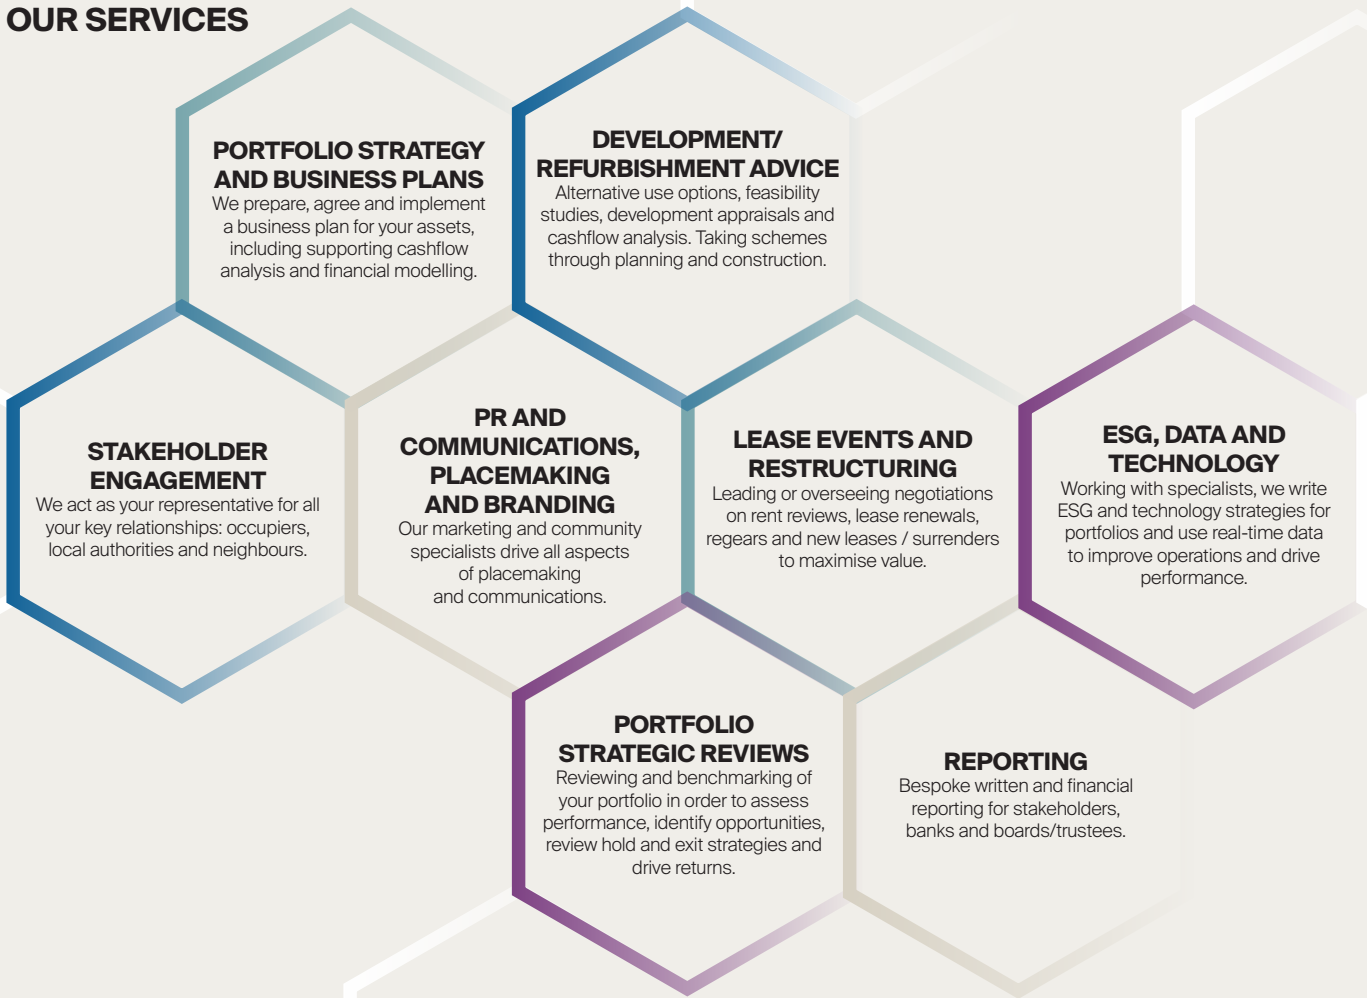 OUR SERVICES
PORTFOLIO STRATEGY
AND BUSINESS PLANS
We prepare, agree and implement
a business plan for your assets,
including supporting cashflow
analysis and financial modelling.
DEVELOPMENT/
REFURBISHMENT ADVICE
Alternative use options, feasibility
studies, development appraisals and
cashflow analysis. Taking schemes
through planning and construction.
STAKEHOLDER
ENGAGEMENT
We act as your representative for all
your key relationships: occupiers,
local authorities and neighbours.
PR AND
COMMUNICATIONS,
PLACEMAKING
AND BRANDING
Our marketing and community
specialists drive all aspects
of placemaking
and communications.
LEASE EVENTS AND
RESTRUCTURING
Leading or overseeing negotiations
on rent reviews, lease renewals,
regears and new leases / surrenders
to maximise value.
ESG, DATA AND
TECHNOLOGY
Working with specialists, we write
ESG and technology strategies for
portfolios and use real-time data
to improve operations and drive
performance.
PORTFOLIO
STRATEGIC REVIEWS
Reviewing and benchmarking of
your portfolio in order to assess
performance, identify opportunities,
review hold and exit strategies and
drive returns.
REPORTING
Bespoke written and financial
reporting for stakeholders,
banks and boards/trustees.